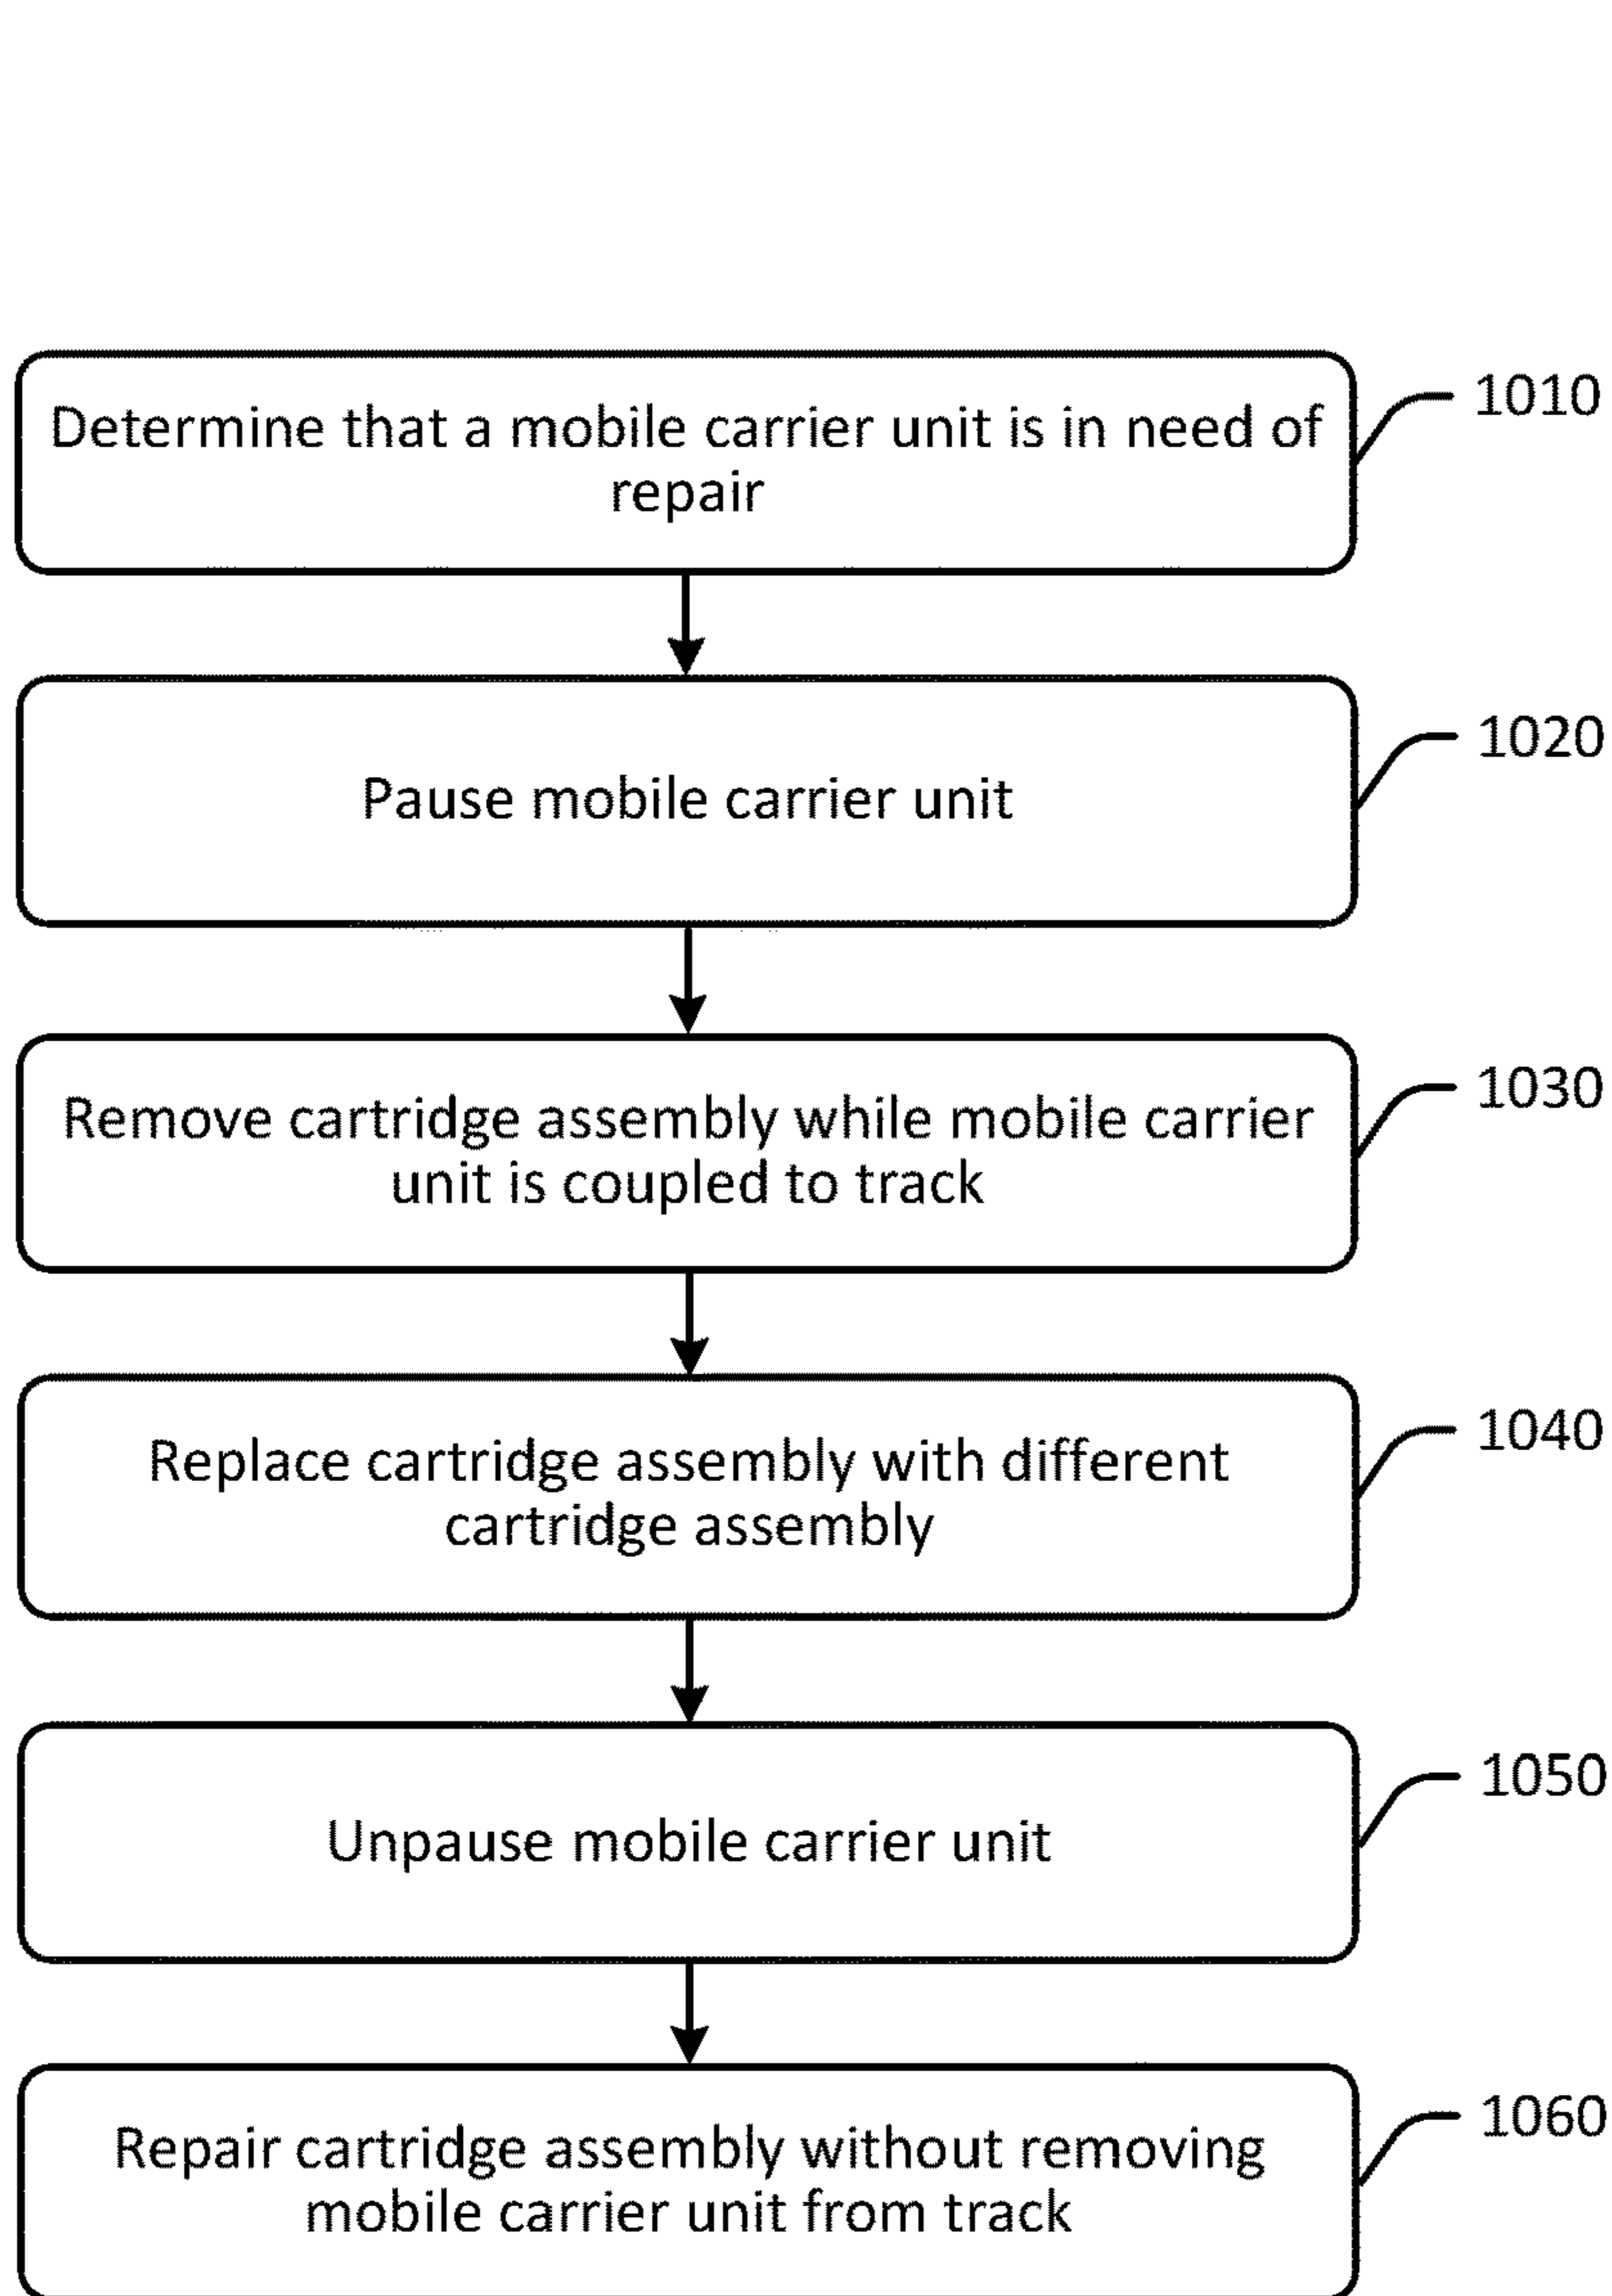 Determine that a mobile carrier unit is in need of
repair
1010
Pause mobile carrier unit
1020
Remove cartridge assembly while mobile carrier
unit is coupled to track
1030
Replace cartridge assembly with different
cartridge assembly
1040
Unpause mobile carrier unit
1050
Repair cartridge assembly without removing
mobile carrier unit from track
1060